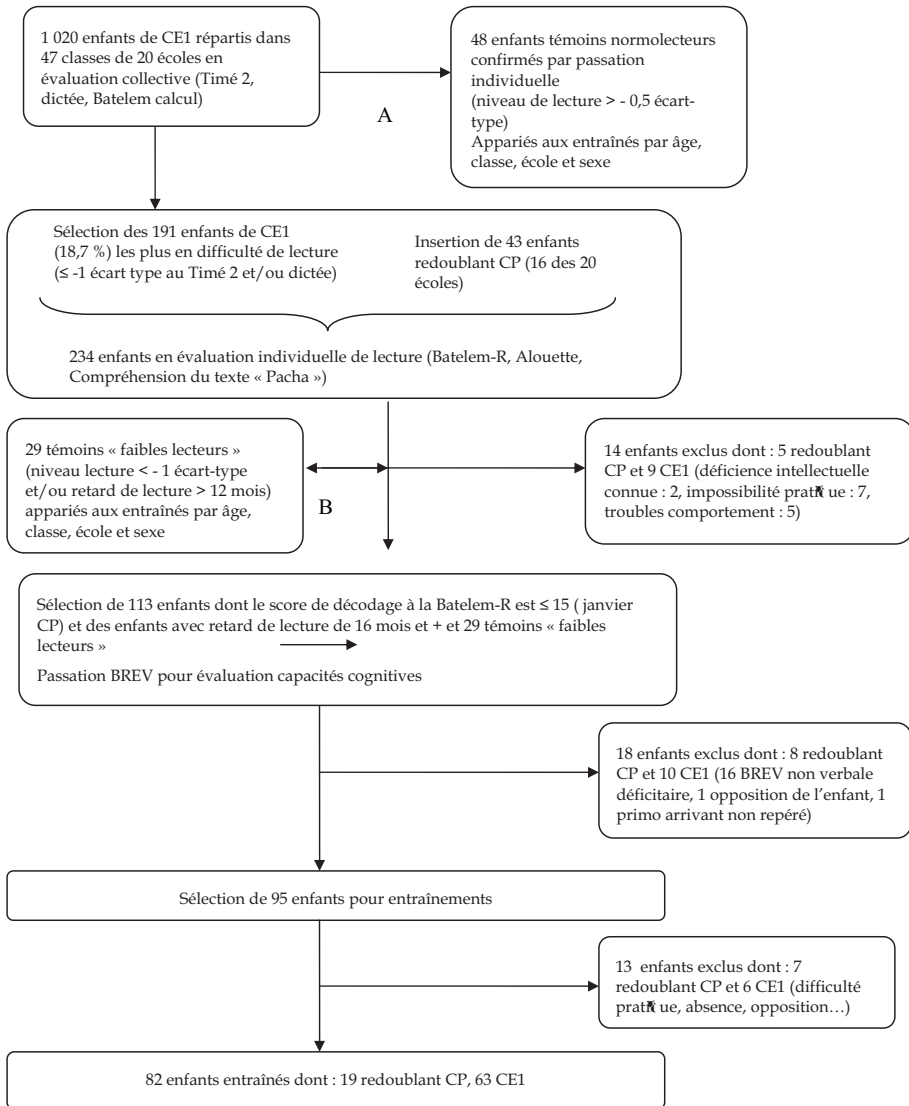 1 020 enfants de CE1 répartis dans
47 classes de 20 écoles en
évaluation collective (Timé 2,
dictée, Batelem calcul)
A
48 enfants témoins normolecteurs
confirmés par passation
individuelle
(niveau de lecture > - 0,5 écart-
type)
Appariés aux entraînés par âge,
classe, école et sexe
Sélection des 191 enfants de CE1
(18,7 %) les plus en difficulté de lecture
(≤ -1 écart type au Timé 2 et/ou dictée)
Insertion de 43 enfants
redoublant CP (16 des 20
écoles)
234 enfants en évaluation individuelle de lecture (Batelem-R, Alouette,
Compréhension du texte « Pacha »)
29 témoins « faibles lecteurs »
(niveau lecture < - 1 écart-type
et/ou retard de lecture > 12 mois)
appariés aux entraînés par âge,
classe, école et sexe
B
14 enfants exclus dont : 5 redoublant
CP et 9 CE1 (déficience intellectuelle
connue : 2, impossibilité : 7,
troubles comportement : 5)
Sélection de 113 enfants dont le score de décodage à la Batelem-R est ≤ 15 ( janvier
CP) et des enfants avec retard de lecture de 16 mois et + et 29 témoins « faibles
lecteurs »
Passation BREV pour évaluation capacités cognitives
18 enfants exclus dont : 8 redoublant
CP et 10 CE1 (16 BREV non verbale
déficitaire, 1 opposition de l'enfant, 1
primo arrivant non repéré)
Sélection de 95 enfants pour entraînements
13 enfants exclus dont : 7
redoublant CP et 6 CE1 (difficulté
, absence, opposition…)
82 enfants entraînés dont : 19 redoublant CP, 63 CE1